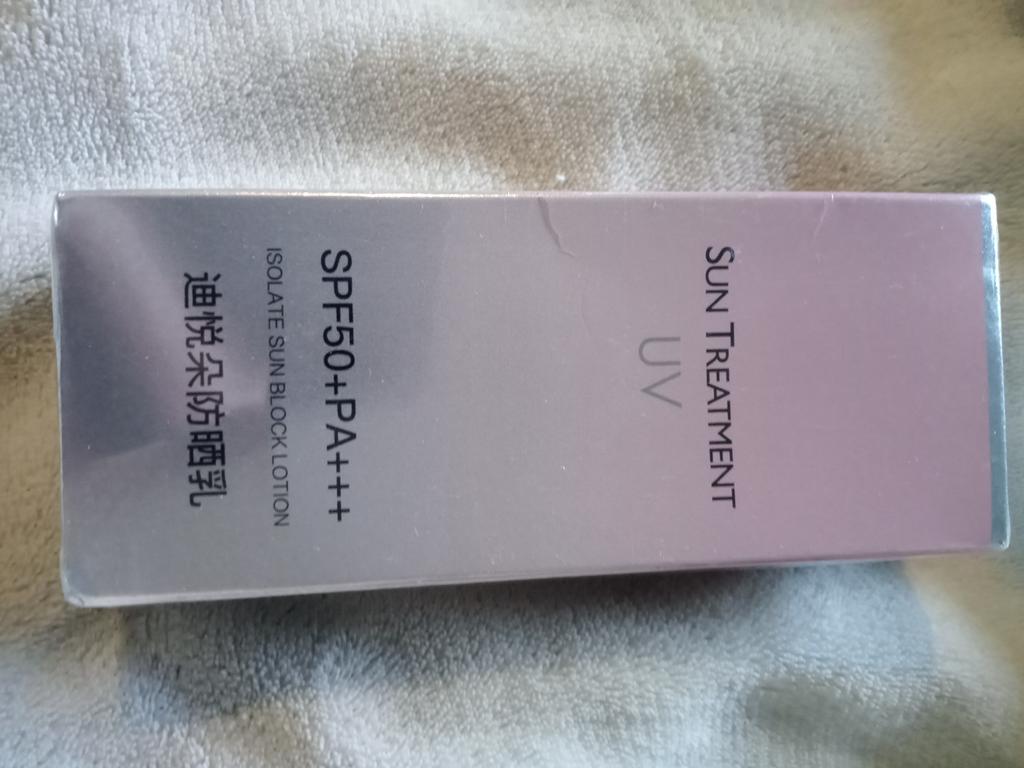 SUN TREATMENT
UV
SPF50+PA+++
ISOLATE SUN BLOCK LOTION
迪悦朵防晒乳